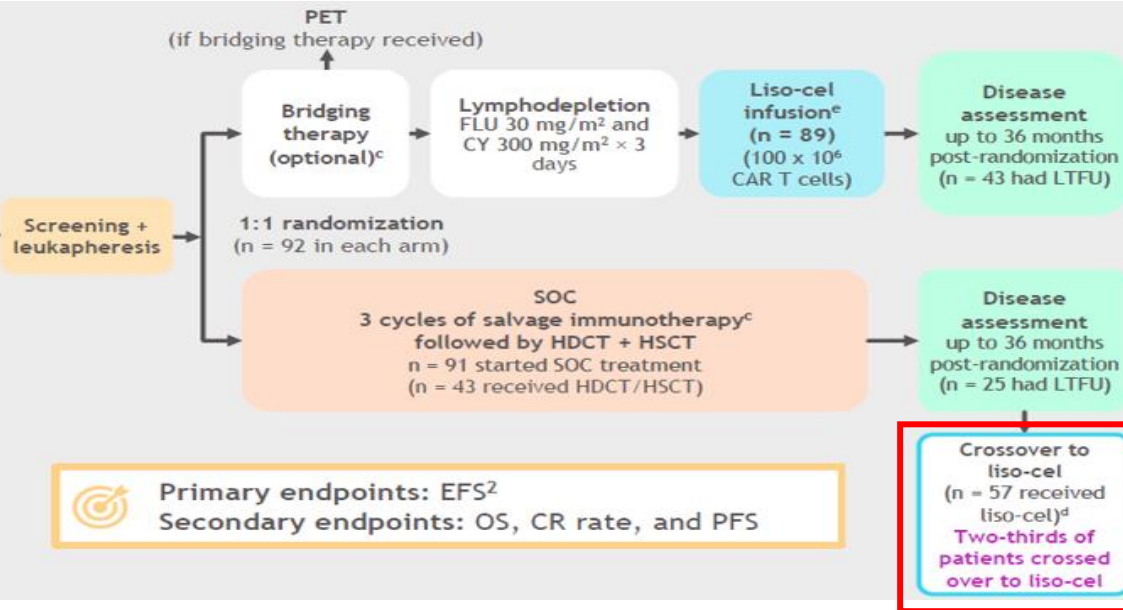 PET
(if bridging therapy received)
Bridging
therapy
(optional)ᶜ
Lymphodepletion
FLU 30 mg/m² and
CY 300 mg/m² × 3
days
Liso-cel
infusionᵉ
(n = 89)
(100 x 10⁶
CAR T cells)
Disease
assessment
up to 36 months
post-randomization
(n = 43 had LTFU)
Screening +
leukapheresis
1:1 randomization
(n = 92 in each arm)
SOC
3 cycles of salvage immunotherapyᶜ
followed by HDCT + HSCT
n = 91 started SOC treatment
(n = 43 received HDCT/HSCT)
Disease
assessment
up to 36 months
post-randomization
(n = 25 had LTFU)
Crossover to
liso-cel
(n = 57 received
liso-cel)ᵈ
Two-thirds of
patients crossed
over to liso-cel
Primary endpoints: EFS²
Secondary endpoints: OS, CR rate, and PFS